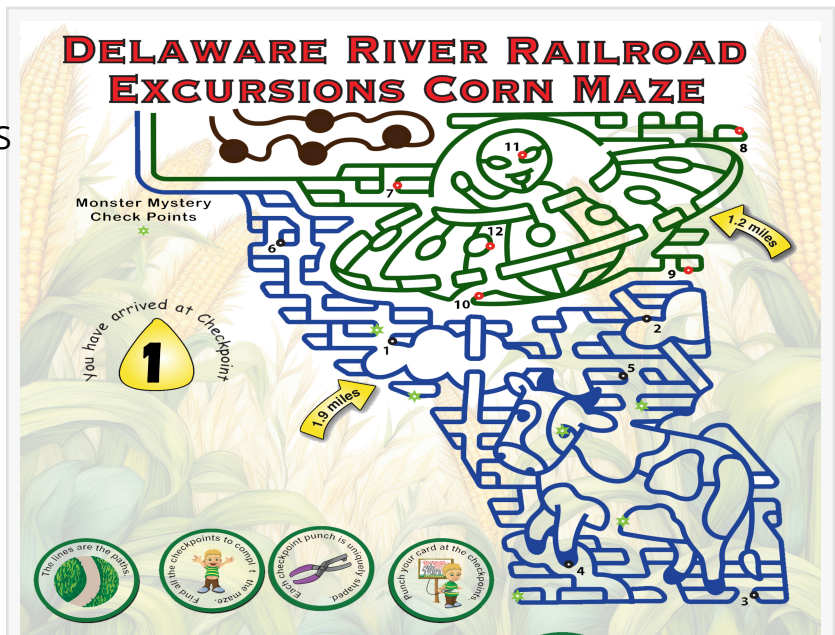 DELAWARE RIVER RAILROAD
EXCURSIONS CORN MAZE
S
11
8
7
Monster Mystery
Check Points
1.2 miles
12
6
9
10
You have arrived at Checkpoint
1
2
1
5
1.9 miles
The lines are the paths.
Find all the checkpoints to compl t the maze.
Each checkpoint punch is uniquely shaped.
Punch your card at the checkpoints.
4
3